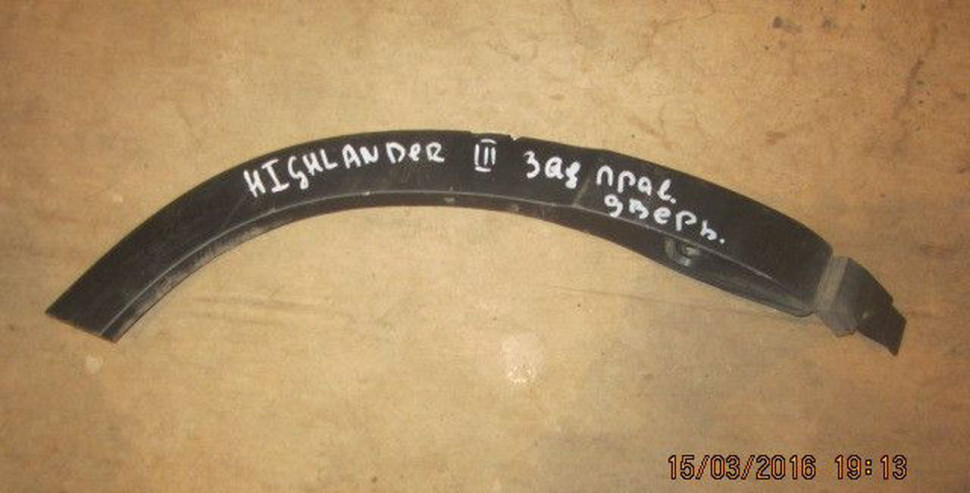 HIGHLANDER III зад прав.
дверь.
15/03/2016 19:13